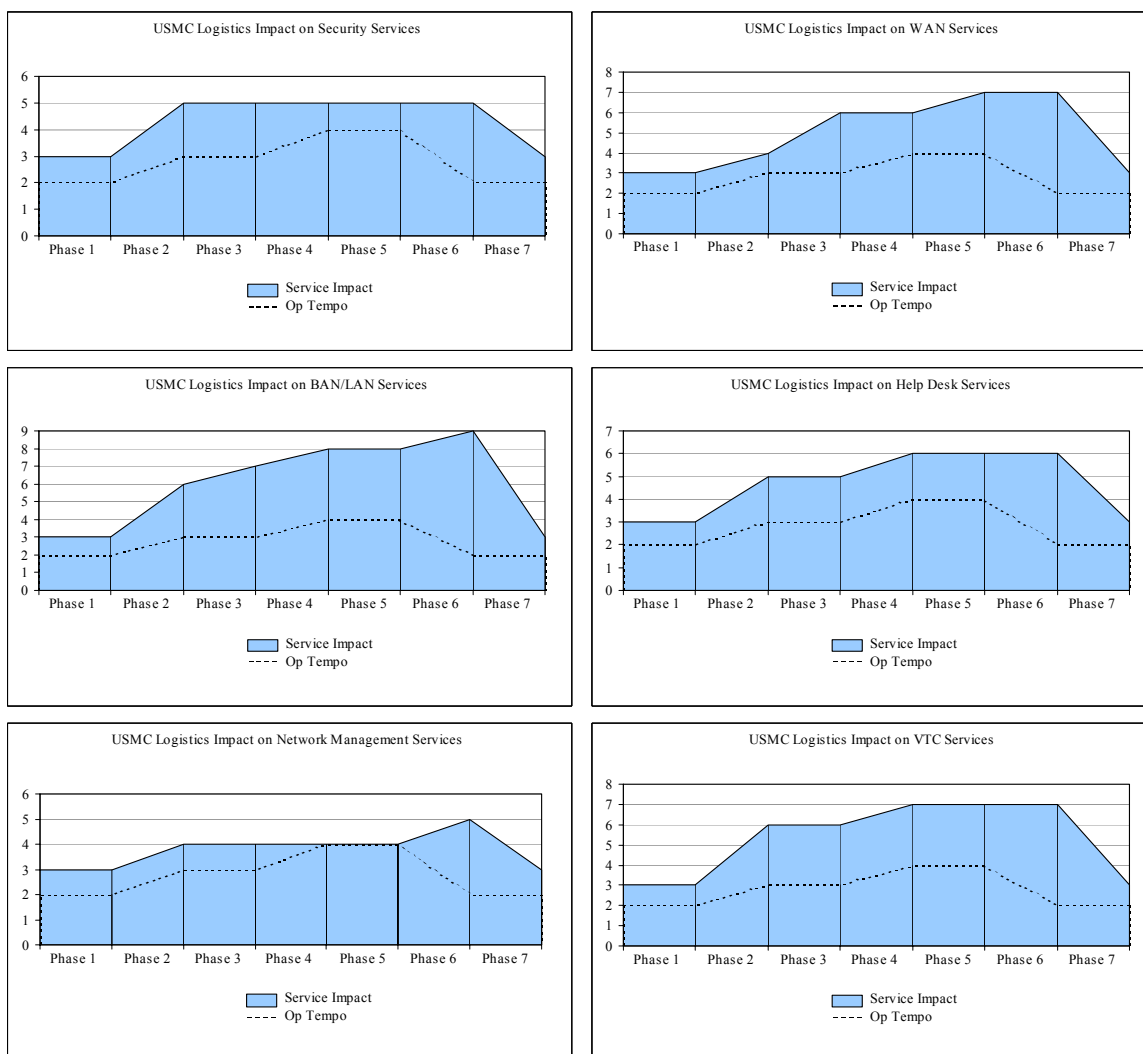 USMC Logistics Impact on Security Services
6
5
4
3
2
1
0
Phase 1 Phase 2 Phase 3 Phase 4 Phase 5 Phase 6 Phase 7
Service Impact
Op Tempo
USMC Logistics Impact on WAN Services
8
7
6
5
4
3
2
1
0
Phase 1 Phase 2 Phase 3 Phase 4 Phase 5 Phase 6 Phase 7
Service Impact
Op Tempo
USMC Logistics Impact on BAN/LAN Services
9
8
7
6
5
4
3
2
1
0
Phase 1 Phase 2 Phase 3 Phase 4 Phase 5 Phase 6 Phase 7
Service Impact
Op Tempo
USMC Logistics Impact on Help Desk Services
7
6
5
4
3
2
1
0
Phase 1 Phase 2 Phase 3 Phase 4 Phase 5 Phase 6 Phase 7
Service Impact
Op Tempo
USMC Logistics Impact on Network Management Services
6
5
4
3
2
1
0
Phase 1 Phase 2 Phase 3 Phase 4 Phase 5 Phase 6 Phase 7
Service Impact
Op Tempo
USMC Logistics Impact on VTC Services
8
7
6
5
4
3
2
1
0
Phase 1 Phase 2 Phase 3 Phase 4 Phase 5 Phase 6 Phase 7
Service Impact
Op Tempo